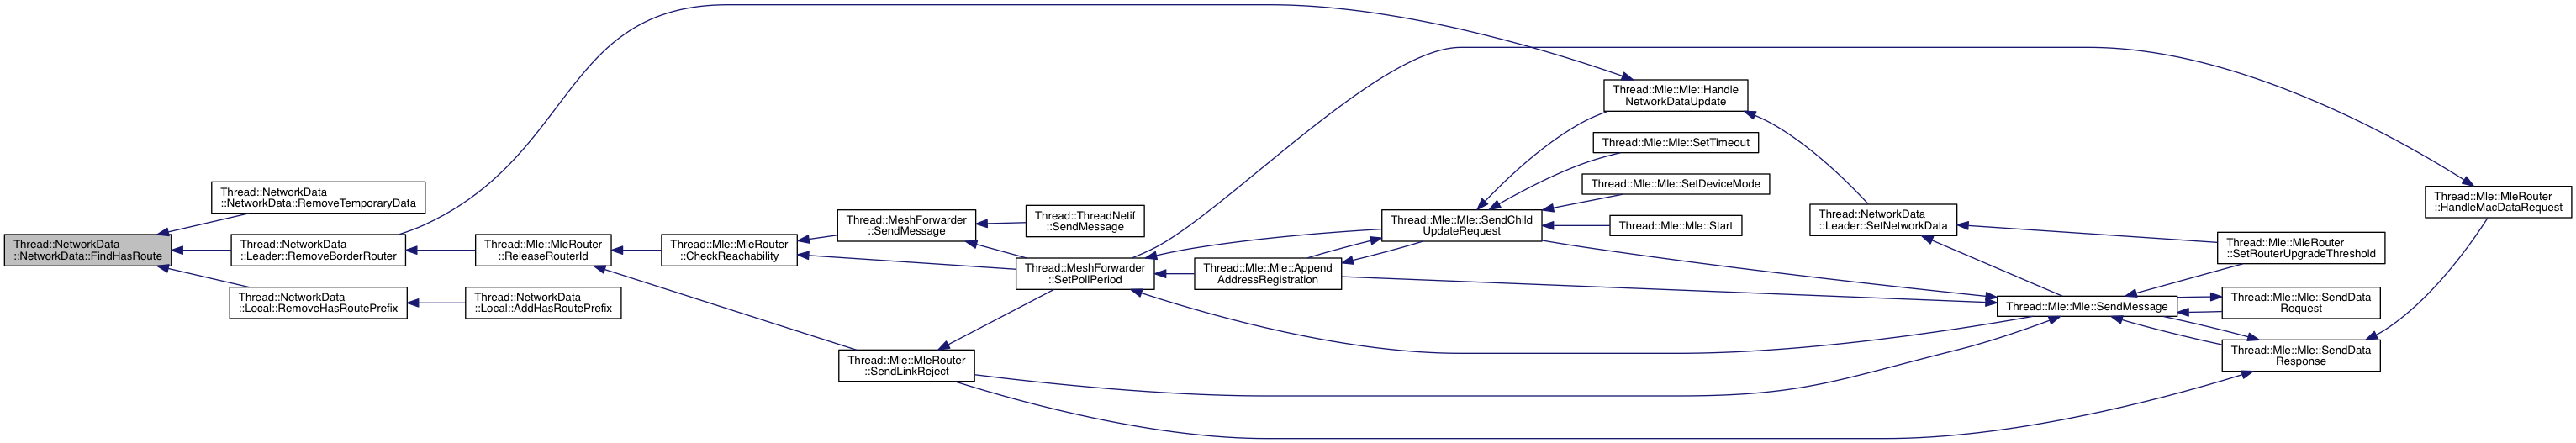 Thread::NetworkData
::NetworkData::FindHasRoute
Thread::NetworkData
::NetworkData::RemoveTemporaryData
Thread::NetworkData
::Leader::RemoveBorderRouter
Thread::NetworkData
::Local::RemoveHasRoutePrefix
Thread::Mle::MleRouter
::ReleaseRouterId
Thread::NetworkData
::Local::AddHasRoutePrefix
Thread::Mle::MleRouter
::CheckReachability
Thread::MeshForwarder
::SendMessage
Thread::Mle::MleRouter
::SendLinkReject
Thread::ThreadNetif
::SendMessage
Thread::MeshForwarder
::SetPollPeriod
Thread::Mle::Mle::Append
AddressRegistration
Thread::Mle::Mle::SendChild
UpdateRequest
Thread::Mle::Mle::Handle
NetworkDataUpdate
Thread::Mle::Mle::SetTimeout
Thread::Mle::Mle::SetDeviceMode
Thread::Mle::Mle::Start
Thread::NetworkData
::Leader::SetNetworkData
Thread::Mle::Mle::SendMessage
Thread::Mle::MleRouter
::SetRouterUpgradeThreshold
Thread::Mle::Mle::SendData
Request
Thread::Mle::Mle::SendData
Response
Thread::Mle::MleRouter
::HandleMacDataRequest